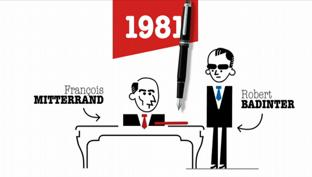 1981
François
MITTERRAND
Robert
BADINTER